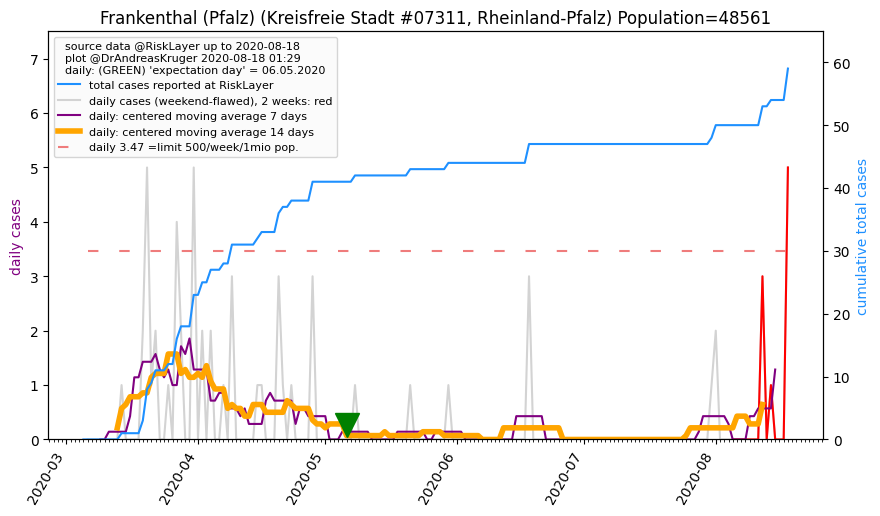 Frankenthal (Pfalz) (Kreisfreie Stadt #07311, Rheinland-Pfalz) Population=48561
source data @RiskLayer up to 2020-08-18
plot @DrAndreasKruger 2020-08-18 01:29
daily: (GREEN) 'expectation day' = 06.05.2020
total cases reported at RiskLayer
daily cases (weekend-flawed), 2 weeks: red
daily: centered moving average 7 days
daily: centered moving average 14 days
daily 3.47 =limit 500/week/1mio pop.
daily cases
7
6
5
4
3
2
1
0
cumulative total cases
60
50
40
30
20
10
0
2020-03
2020-04
2020-05
2020-06
2020-07
2020-08